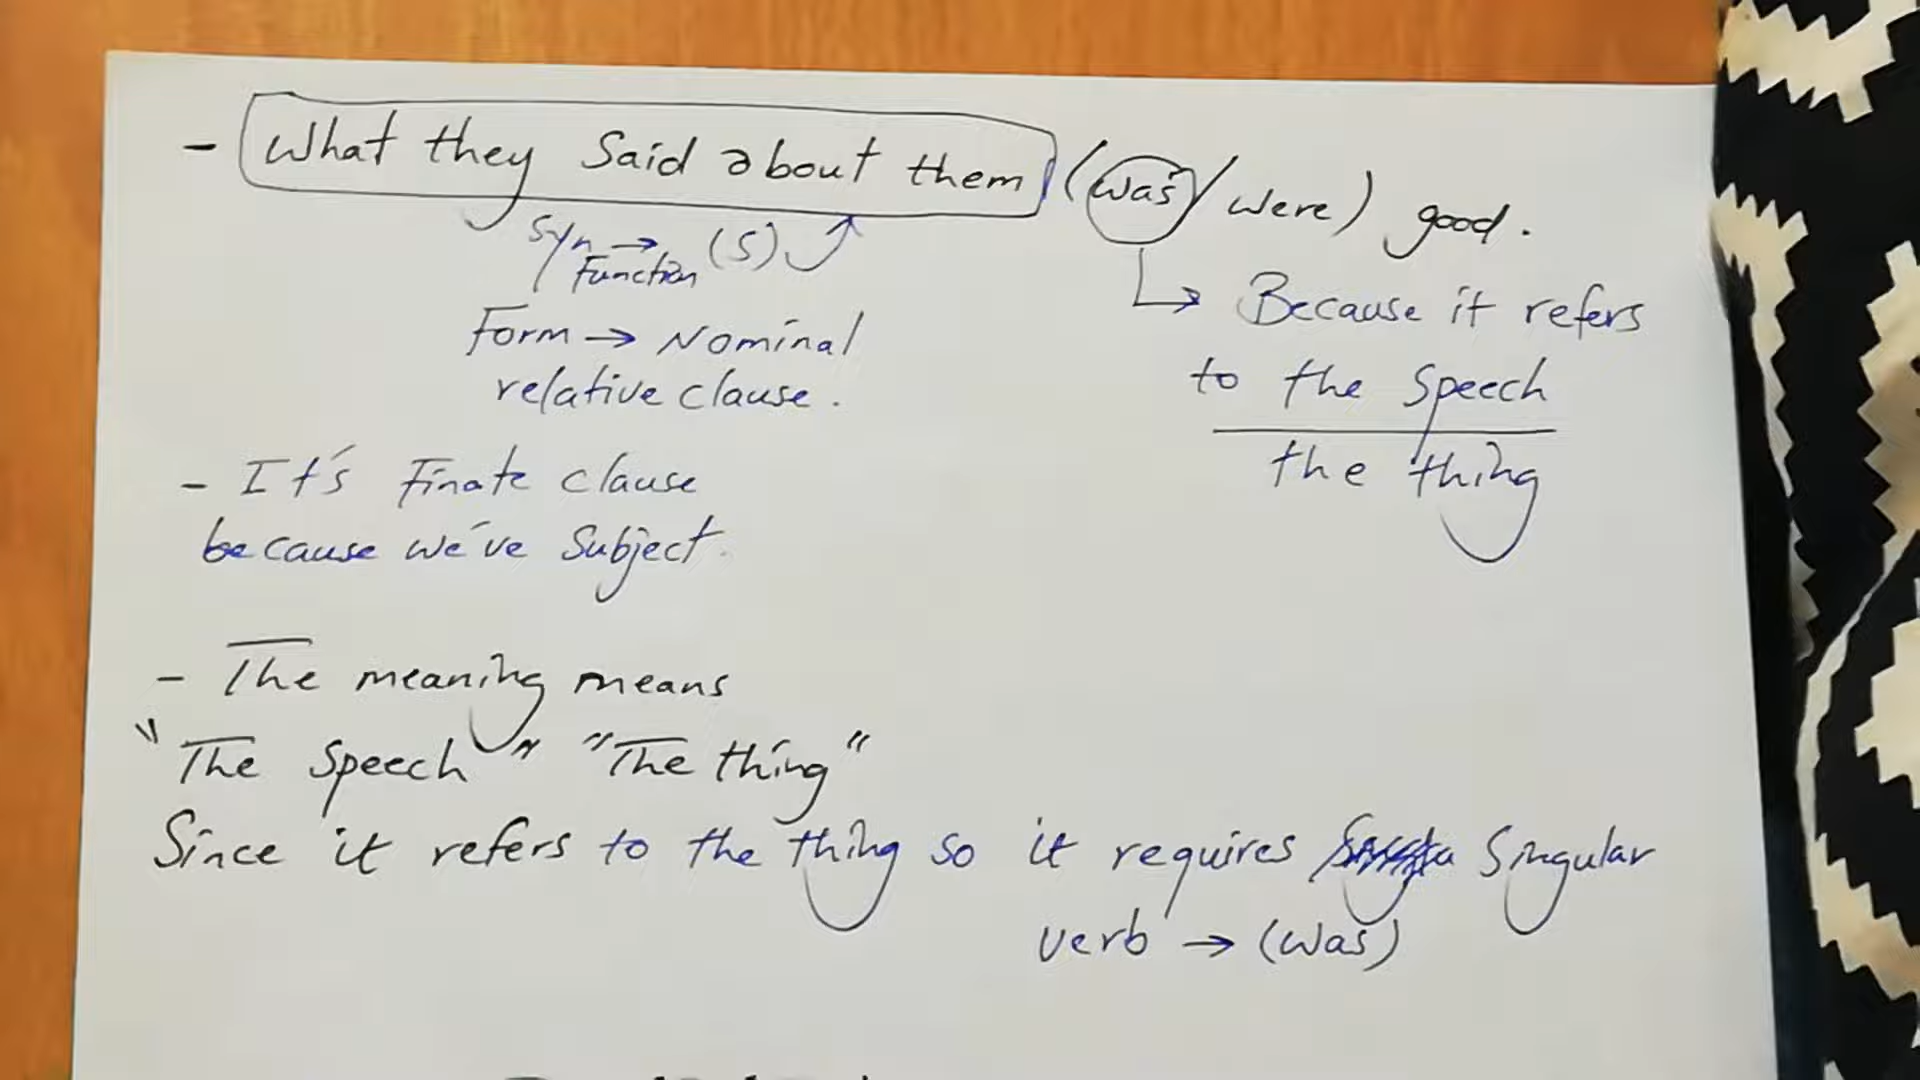 - What they said about them (was/were) good.
Syn → (S)
Function
Form → Nominal
relative clause.
→ Because it refers
to the speech
the thing
- It's Finate clause
because we've subject.
- The meaning means
"The speech" "The thing"
Since it refers to the thing so it requires singular
verb → (was)